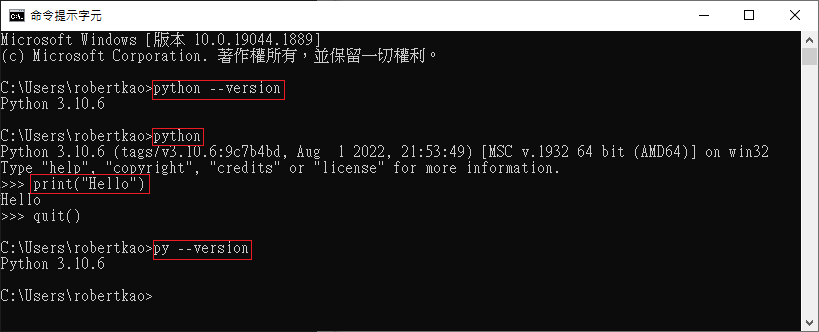 命令提示字元
Microsoft Windows [版本 10.0.19044.1889]
(c) Microsoft Corporation. 著作權所有，並保留一切權利。
C:\Users\robertkao>python --version
Python 3.10.6
C:\Users\robertkao>python
Python 3.10.6 (tags/v3.10.6:9c7b4bd, Aug  1 2022, 21:53:49) [MSC v.1932 64 bit (AMD64)] on win32
Type "help", "copyright", "credits" or "license" for more information.
>>> print("Hello")
Hello
>>> quit()
C:\Users\robertkao>py --version
Python 3.10.6
C:\Users\robertkao>